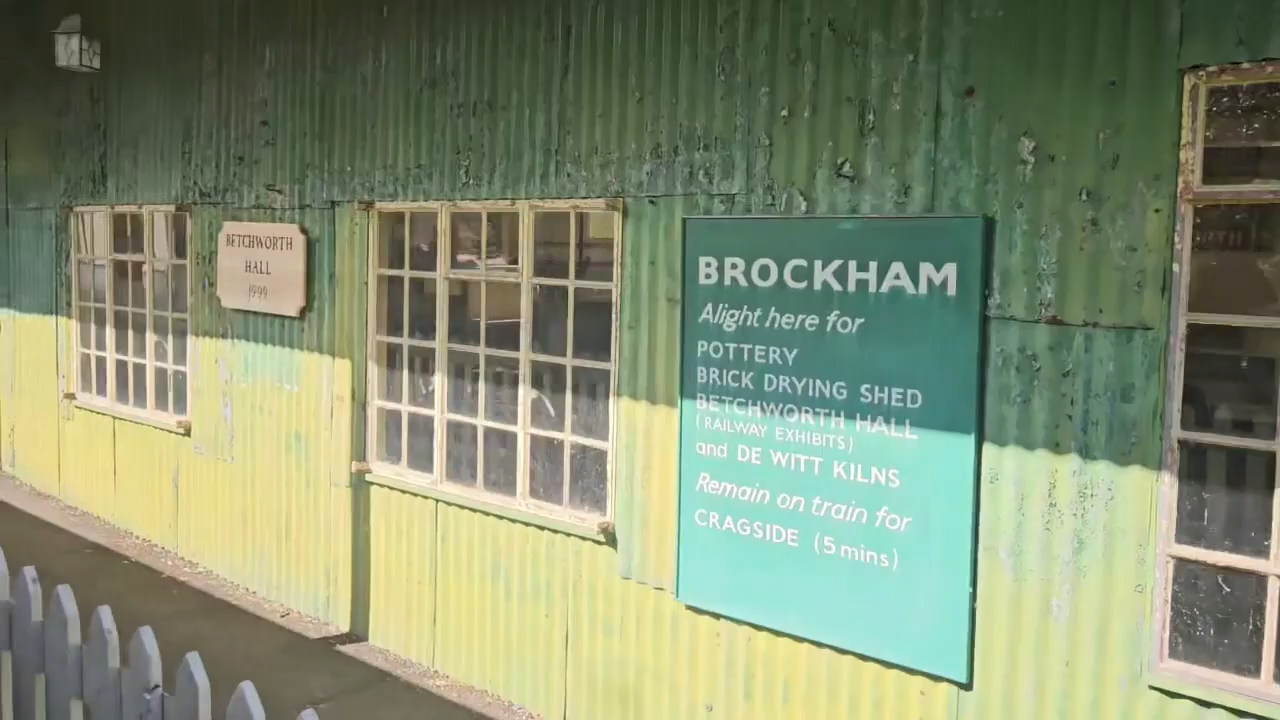 BETCHWORTH
HALL
1999
BROCKHAM
Alight here for
POTTERY
BRICK DRYING SHED
BETCHWORTH HALL
(RAILWAY EXHIBITS)
and DE WITT KILNS
Remain on train for
CRAGSIDE (5 mins)